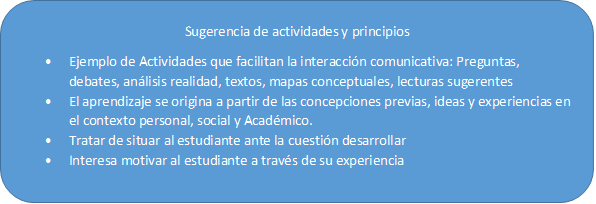 Sugerencia de actividades y principios
• Ejemplo de Actividades que facilitan la interacción comunicativa: Preguntas,
debates, análisis realidad, textos, mapas conceptuales, lecturas sugerentes
• El aprendizaje se origina a partir de las concepciones previas, ideas y experiencias en
el contexto personal, social y Académico.
• Tratar de situar al estudiante ante la cuestión desarrollar
• Interesa motivar al estudiante a través de su experiencia